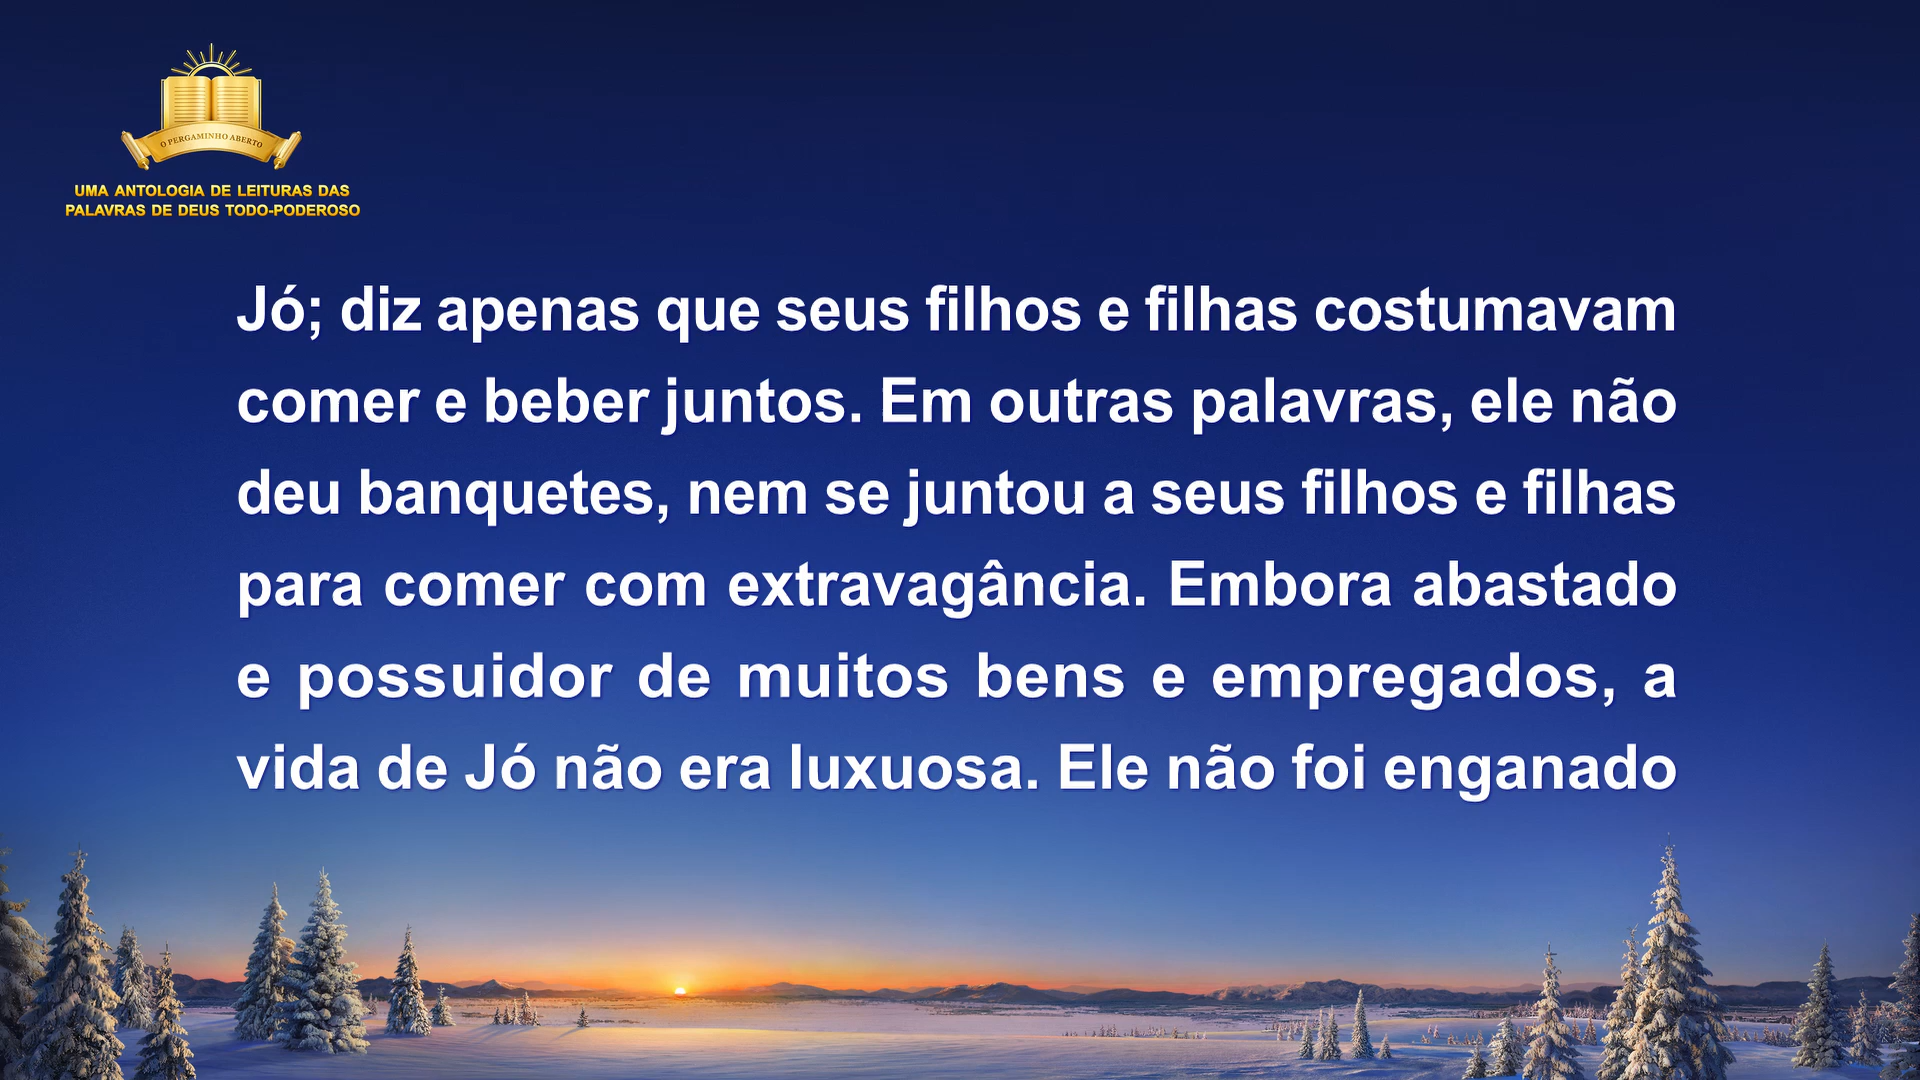 O PERGAMINHO ABERTO
UMA ANTOLOGIA DE LEITURAS DAS
PALAVRAS DE DEUS TODO-PODEROSO
Jó; diz apenas que seus filhos e filhas costumavam
comer e beber juntos. Em outras palavras, ele não
deu banquetes, nem se juntou a seus filhos e filhas
para comer com extravagância. Embora abastado
e possuidor de muitos bens e empregados, a
vida de Jó não era luxuosa. Ele não foi enganado